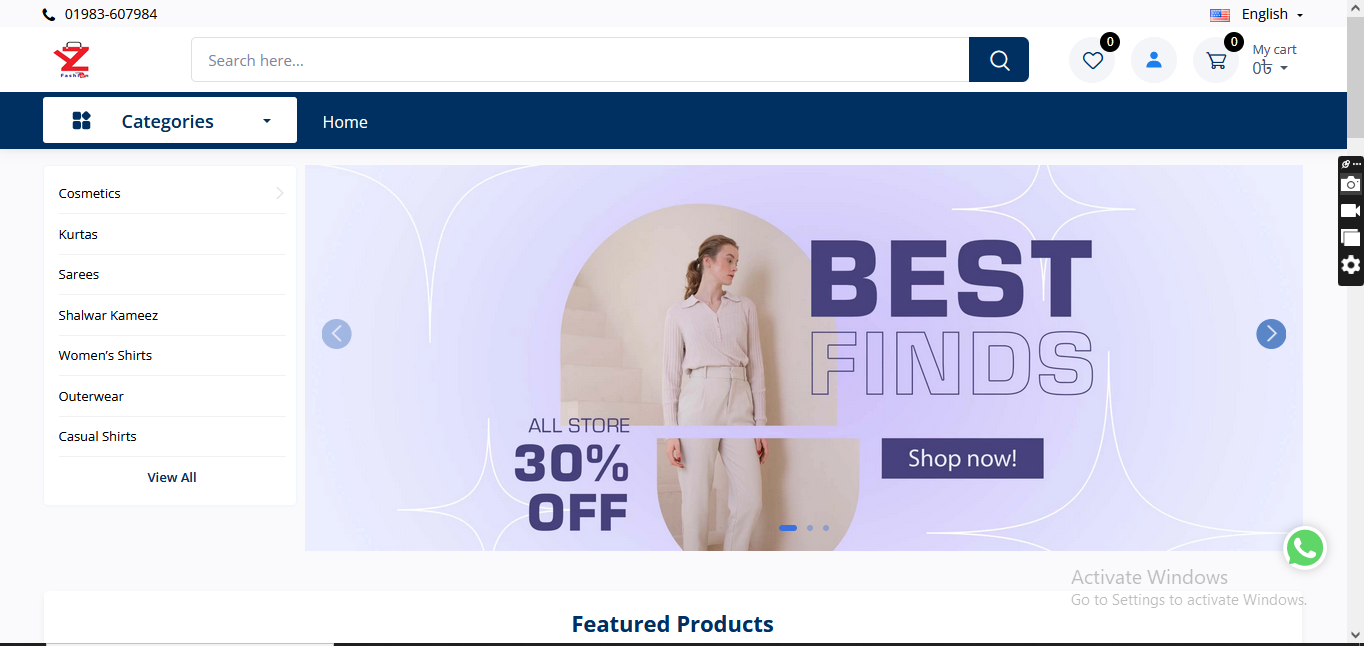 01983-607984
English
YZ
Fashion
Search here...
0
0
My cart
0৳
Categories
Home
Cosmetics
Kurtas
Sarees
Shalwar Kameez
Women’s Shirts
Outerwear
Casual Shirts
View All
BEST
FINDS
ALL STORE
30%
OFF
Shop now!
Activate Windows
Go to Settings to activate Windows.
Featured Products